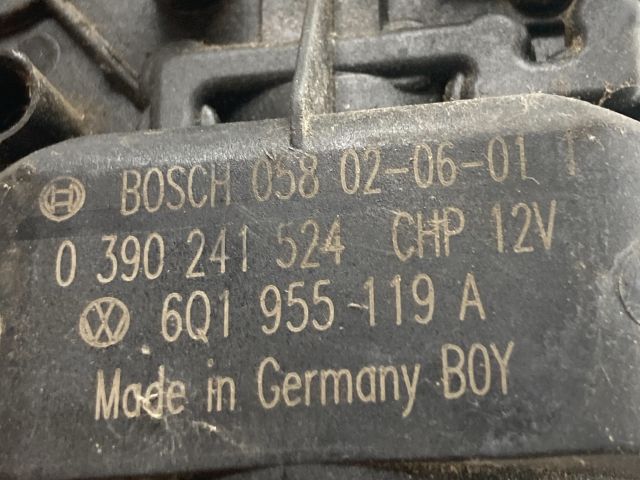 BOSCH 058 02-06-01 1
0 390 241 524 CHP 12V
6Q1 955 119 A
Made in Germany BOY